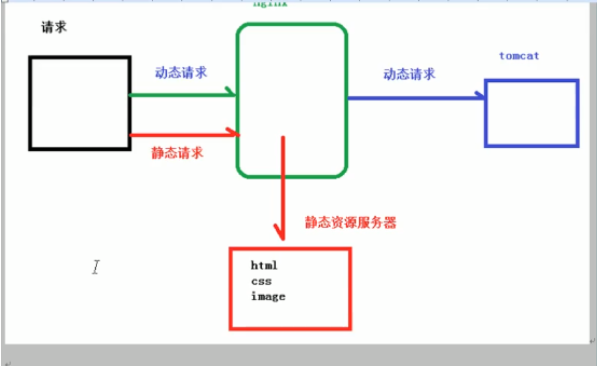 nginx
请求
tomcat
动态请求
动态请求
静态请求
静态资源服务器
html
css
image